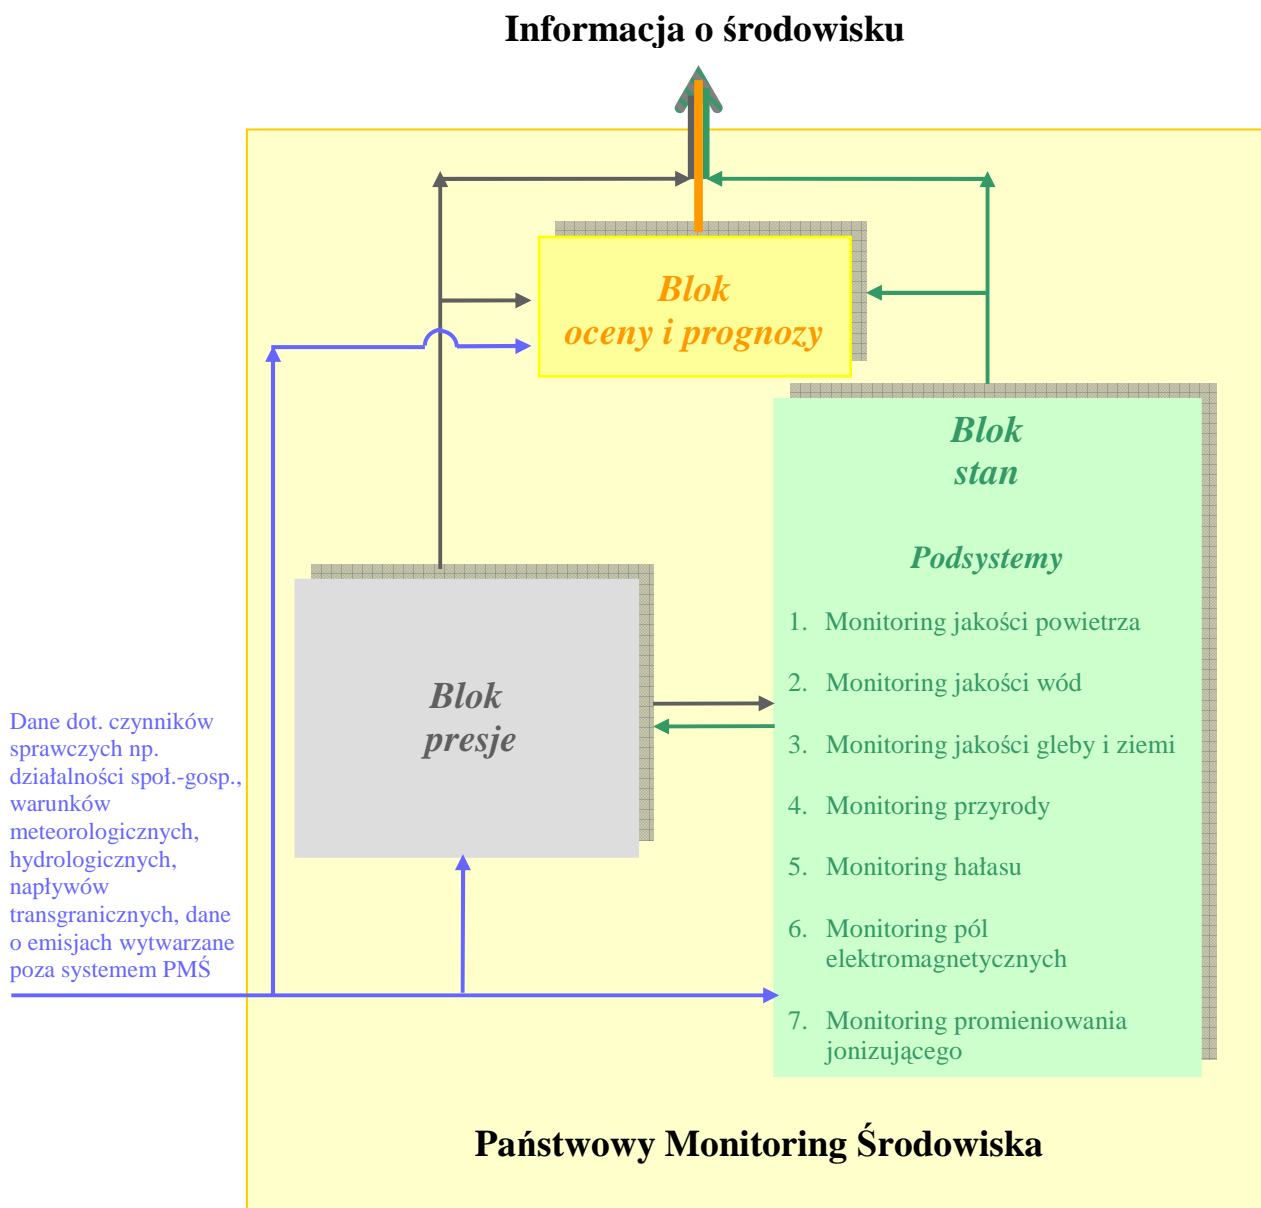 Informacja o środowisku
Blok
oceny i prognozy
Blok
stan
Podsystemy
1. Monitoring jakości powietrza
2. Monitoring jakości wód
3. Monitoring jakości gleby i ziemi
4. Monitoring przyrody
5. Monitoring hałasu
6. Monitoring pól
elektromagnetycznych
7. Monitoring promieniowania
jonizującego
Blok
presje
Dane dot. czynników
sprawczych np.
działalności społ.-gosp.,
warunków
meteorologicznych,
hydrologicznych,
napływów
transgranicznych, dane
o emisjach wytwarzane
poza systemem PMŚ
Państwowy Monitoring Środowiska